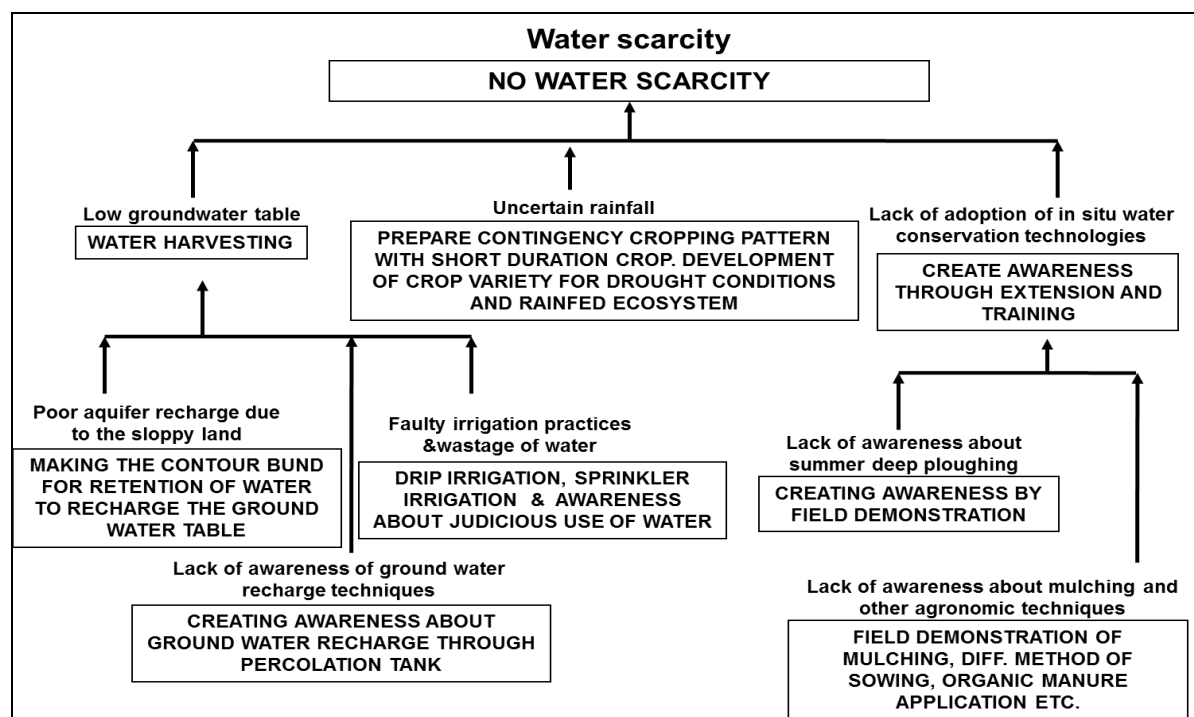 Water scarcity
NO WATER SCARCITY
Low groundwater table
WATER HARVESTING
Uncertain rainfall
PREPARE CONTINGENCY CROPPING PATTERN
WITH SHORT DURATION CROP. DEVELOPMENT
OF CROP VARIETY FOR DROUGHT CONDITIONS
AND RAINFED ECOSYSTEM
Lack of adoption of in situ water
conservation technologies
CREATE AWARENESS
THROUGH EXTENSION AND
TRAINING
Poor aquifer recharge due
to the sloppy land
MAKING THE CONTOUR BUND
FOR RETENTION OF WATER
TO RECHARGE THE GROUND
WATER TABLE
Faulty irrigation practices
&wastage of water
DRIP IRRIGATION, SPRINKLER
IRRIGATION & AWARENESS
ABOUT JUDICIOUS USE OF WATER
Lack of awareness about
summer deep ploughing
CREATING AWARENESS BY
FIELD DEMONSTRATION
Lack of awareness of ground water
recharge techniques
CREATING AWARENESS ABOUT
GROUND WATER RECHARGE THROUGH
PERCOLATION TANK
Lack of awareness about mulching and
other agronomic techniques
FIELD DEMONSTRATION OF
MULCHING, DIFF. METHOD OF
SOWING, ORGANIC MANURE
APPLICATION ETC.